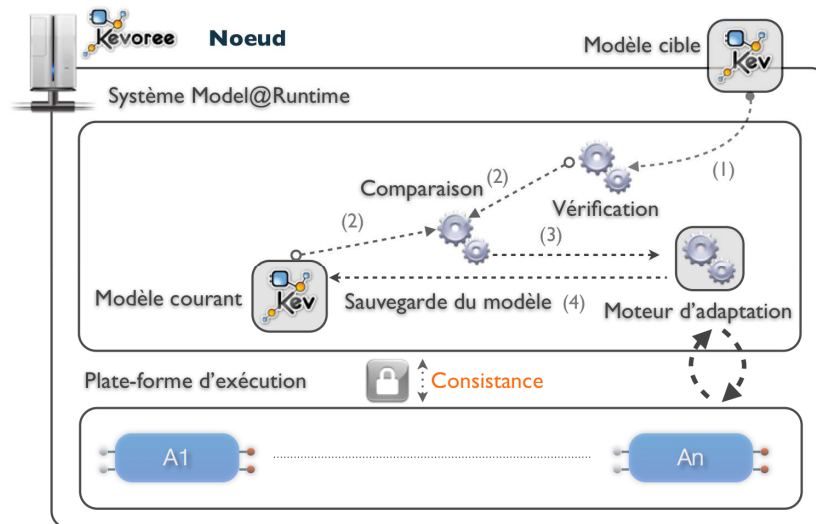 Kevoree Noeud
Modèle cible
Kev
Système Model@Runtime
(1)
(2)
Comparaison
Vérification
(2)
(3)
Modèle courant
Kev
Sauvegarde du modèle (4)
Moteur d'adaptation
Plate-forme d'exécution
Consistance
A1
An